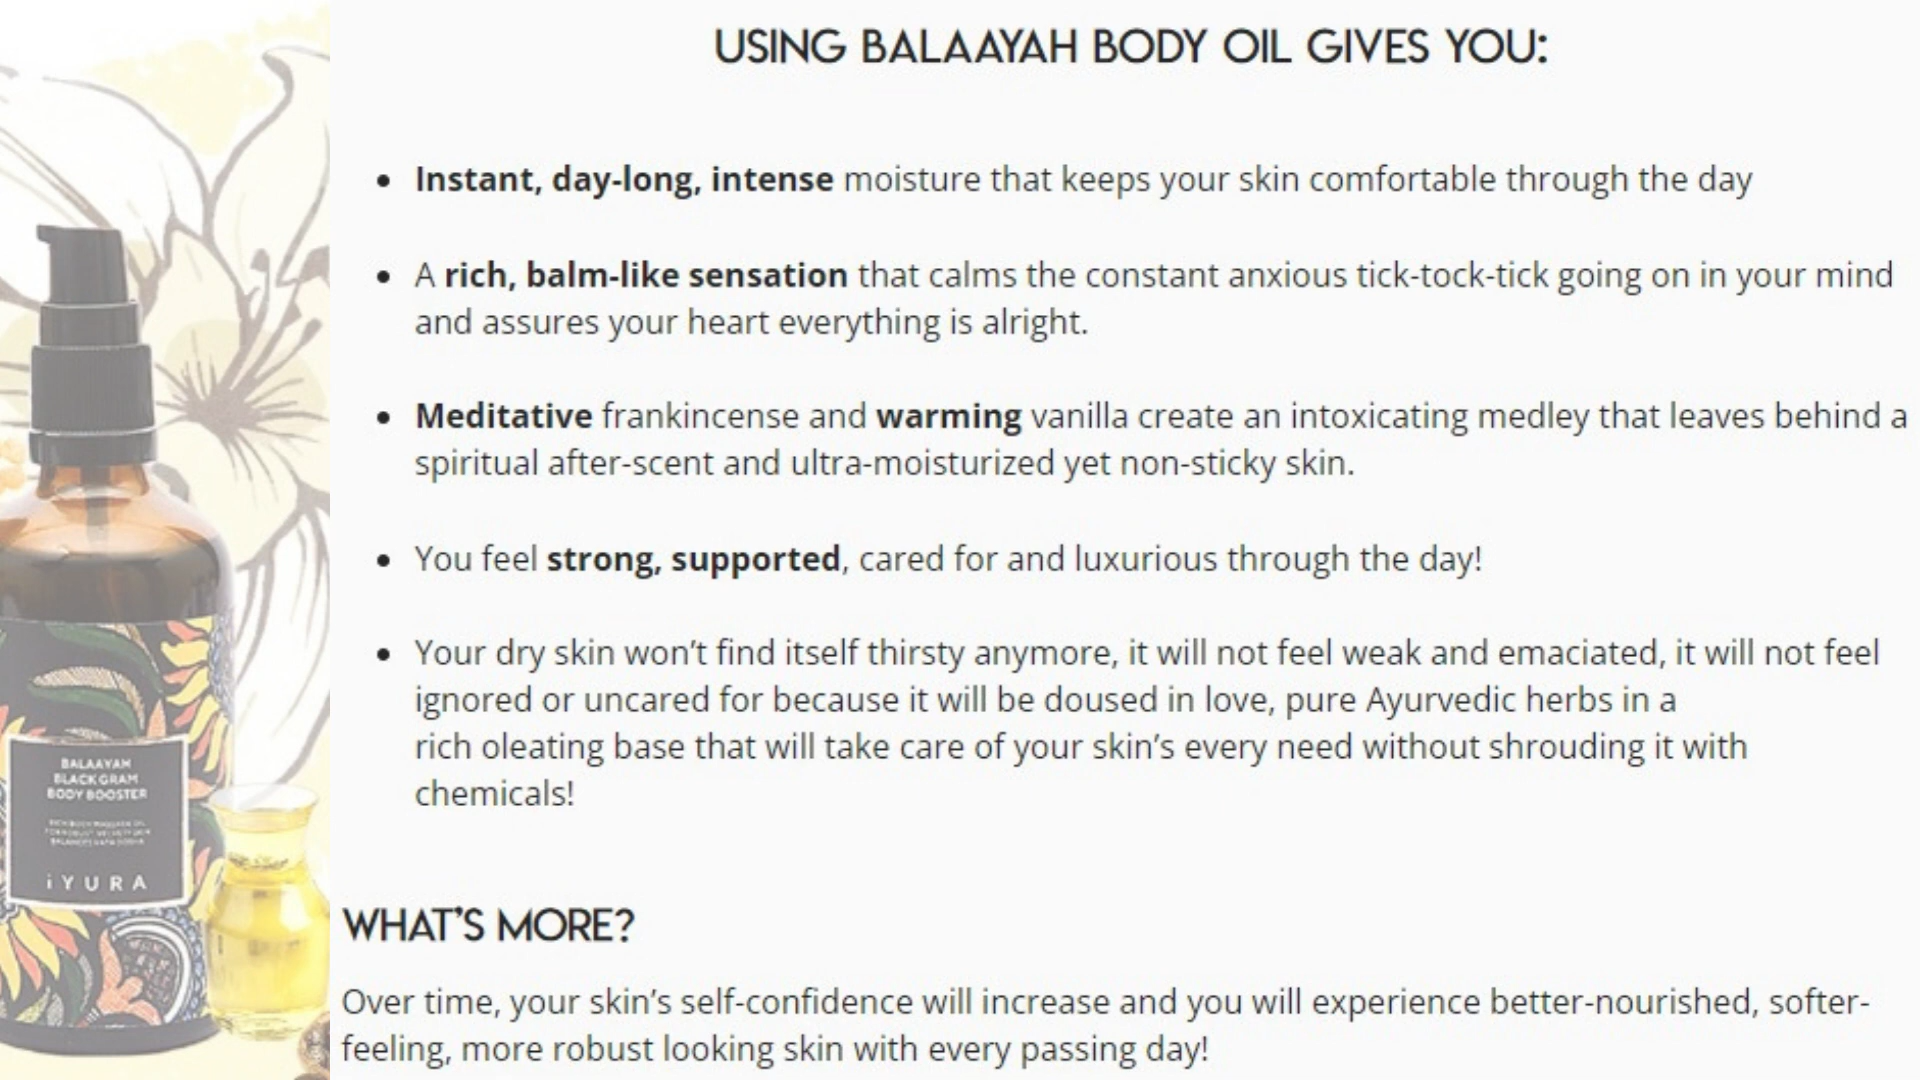 USING BALAAYAH BODY OIL GIVES YOU:
• Instant, day-long, intense moisture that keeps your skin comfortable through the day
• A rich, balm-like sensation that calms the constant anxious tick-tock-tick going on in your mind
and assures your heart everything is alright.
• Meditative frankincense and warming vanilla create an intoxicating medley that leaves behind a
spiritual after-scent and ultra-moisturized yet non-sticky skin.
• You feel strong, supported, cared for and luxurious through the day!
• Your dry skin won’t find itself thirsty anymore, it will not feel weak and emaciated, it will not feel
ignored or uncared for because it will be doused in love, pure Ayurvedic herbs in a
rich oleating base that will take care of your skin’s every need without shrouding it with
chemicals!
WHAT’S MORE?
Over time, your skin’s self-confidence will increase and you will experience better-nourished, softer-
feeling, more robust looking skin with every passing day!
BALAAYAH
BLACK GRAM
BODY BOOSTER
iYURA